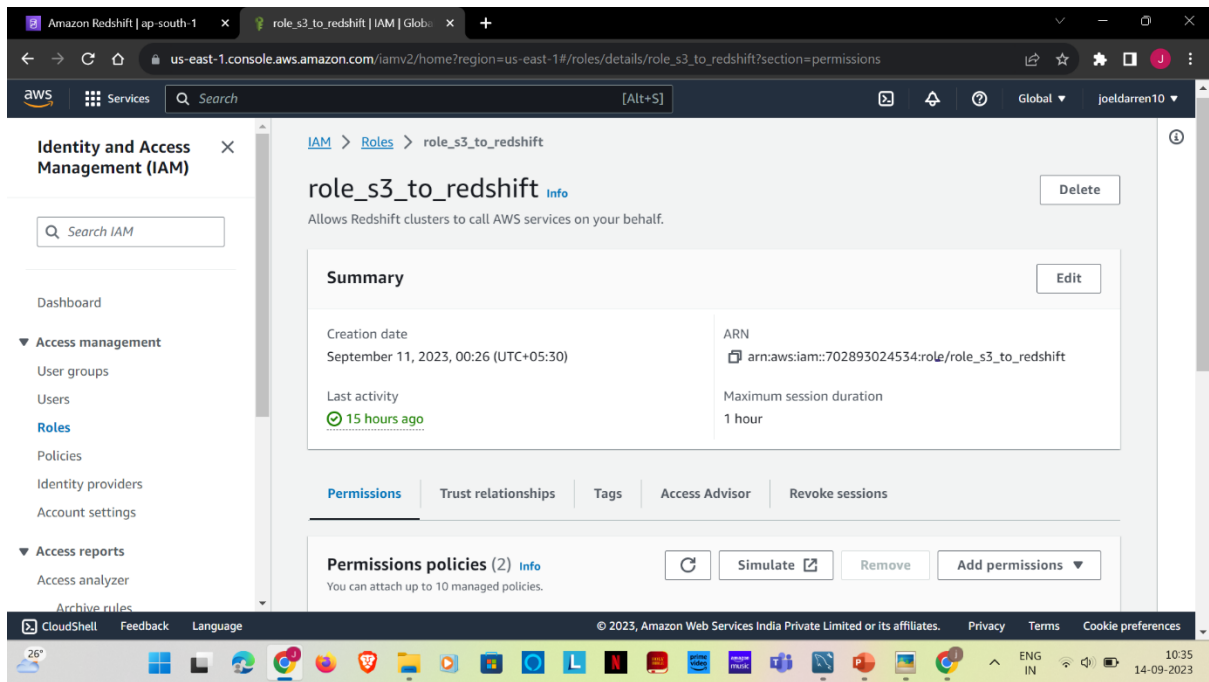 Amazon Redshift | ap-south-1
role_s3_to_redshift | IAM | Globa
us-east-1.console.aws.amazon.com/iamv2/home?region=us-east-1#/roles/details/role_s3_to_redshift?section=permissions
J
aws
Services
Search
[Alt+S]
Global
joeldarren10
Identity and Access
Management (IAM)
Search IAM
Dashboard
Access management
User groups
Users
Roles
Policies
Identity providers
Account settings
Access reports
Access analyzer
Archive rules
IAM > Roles > role_s3_to_redshift
role_s3_to_redshift Info
Delete
Allows Redshift clusters to call AWS services on your behalf.
Summary
Edit
Creation date
September 11, 2023, 00:26 (UTC+05:30)
ARN
arn:aws:iam::702893024534:role/role_s3_to_redshift
Last activity
15 hours ago
Maximum session duration
1 hour
Permissions
Trust relationships
Tags
Access Advisor
Revoke sessions
Permissions policies (2) Info
You can attach up to 10 managed policies.
Simulate
Remove
Add permissions
CloudShell
Feedback
Language
© 2023, Amazon Web Services India Private Limited or its affiliates.
Privacy
Terms
Cookie preferences
26°
L
N
prime
video
amazon
music
ENG
IN
10:35
14-09-2023